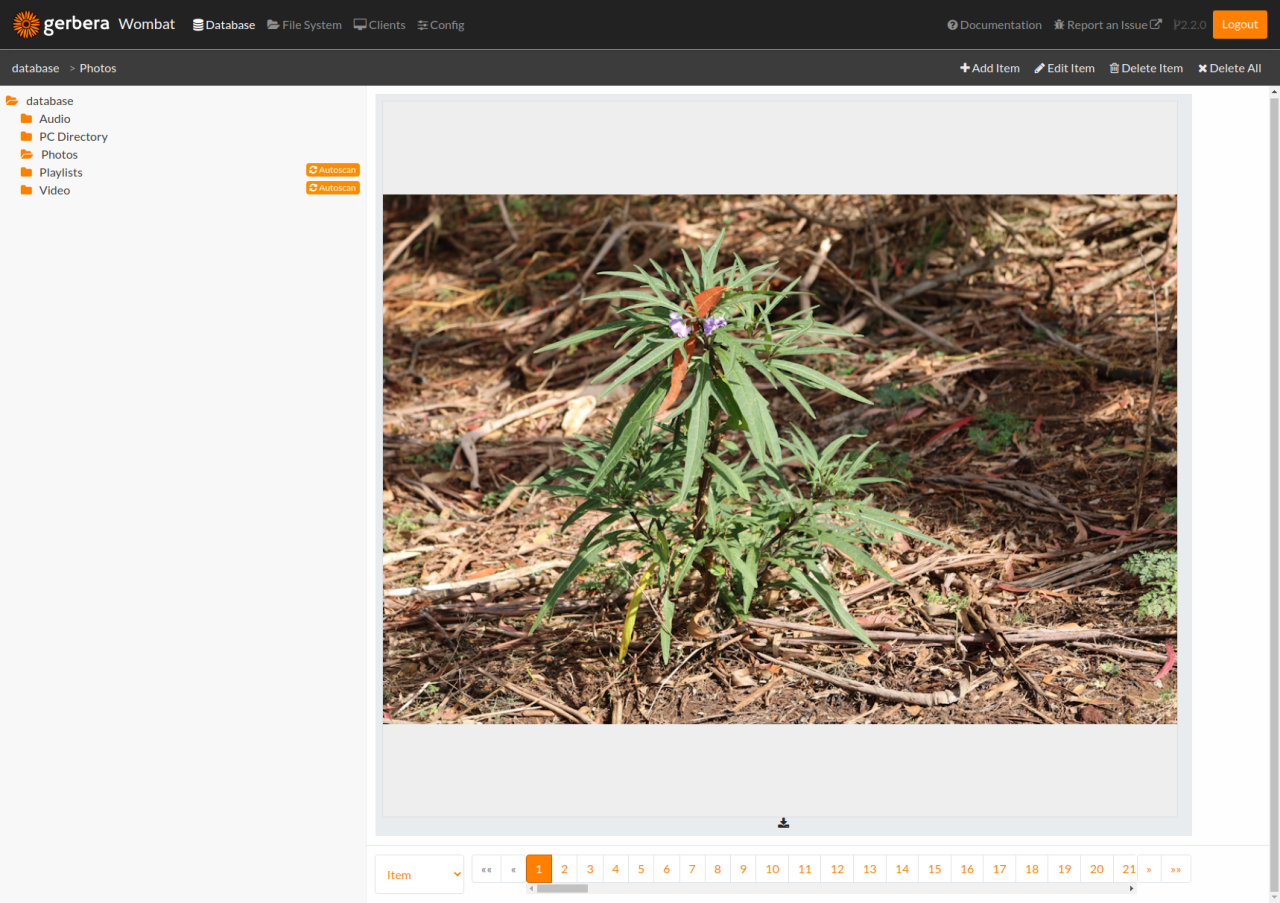 gerbera Wombat Database File System Clients Config Documentation Report an Issue 2.2.0 Logout
database > Photos Add Item Edit Item Delete Item Delete All
database
Audio
PC Directory
Photos
Playlists Autoscan
Video Autoscan
Item «« « 1 2 3 4 5 6 7 8 9 10 11 12 13 14 15 16 17 18 19 20 21 » »»